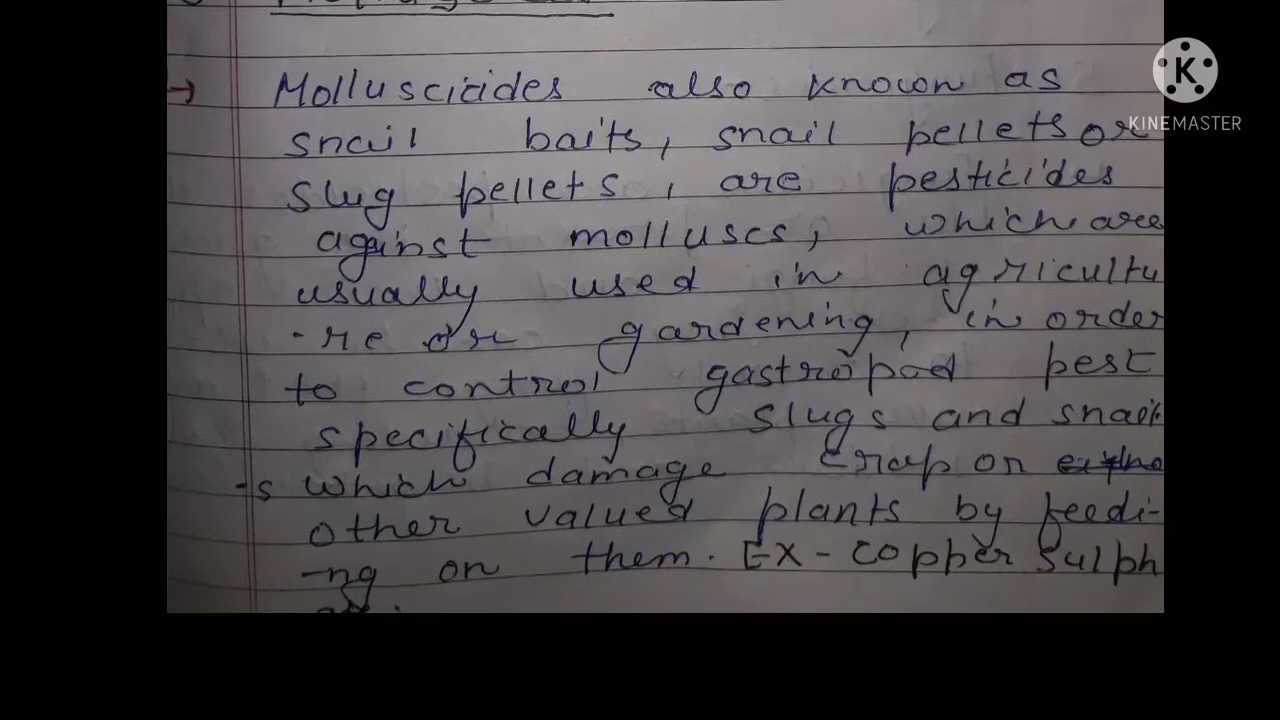 → Molluscicides also known as
snail baits, snail pellets or
slug pellets, are pesticides
against molluscs, which are
usually used in agricultu
-re or gardening, in order
to control gastropod pest
specifically slugs and snail
-s which damage crap or
other valued plants by feedi-
-ng on them. EX - Copper Sulph
K
KINEMASTER